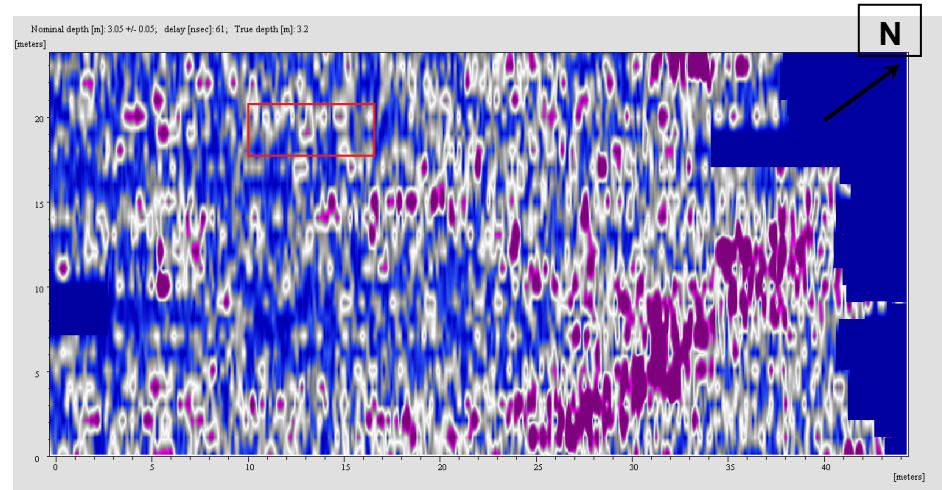 N
Nominal depth [m]: 3.05 +/- 0.05;   delay [nsec]: 61;   True depth [m]: 3.2
[meters]
20
15
10
5
0
0 5 10 15 20 25 30 35 40
[meters]